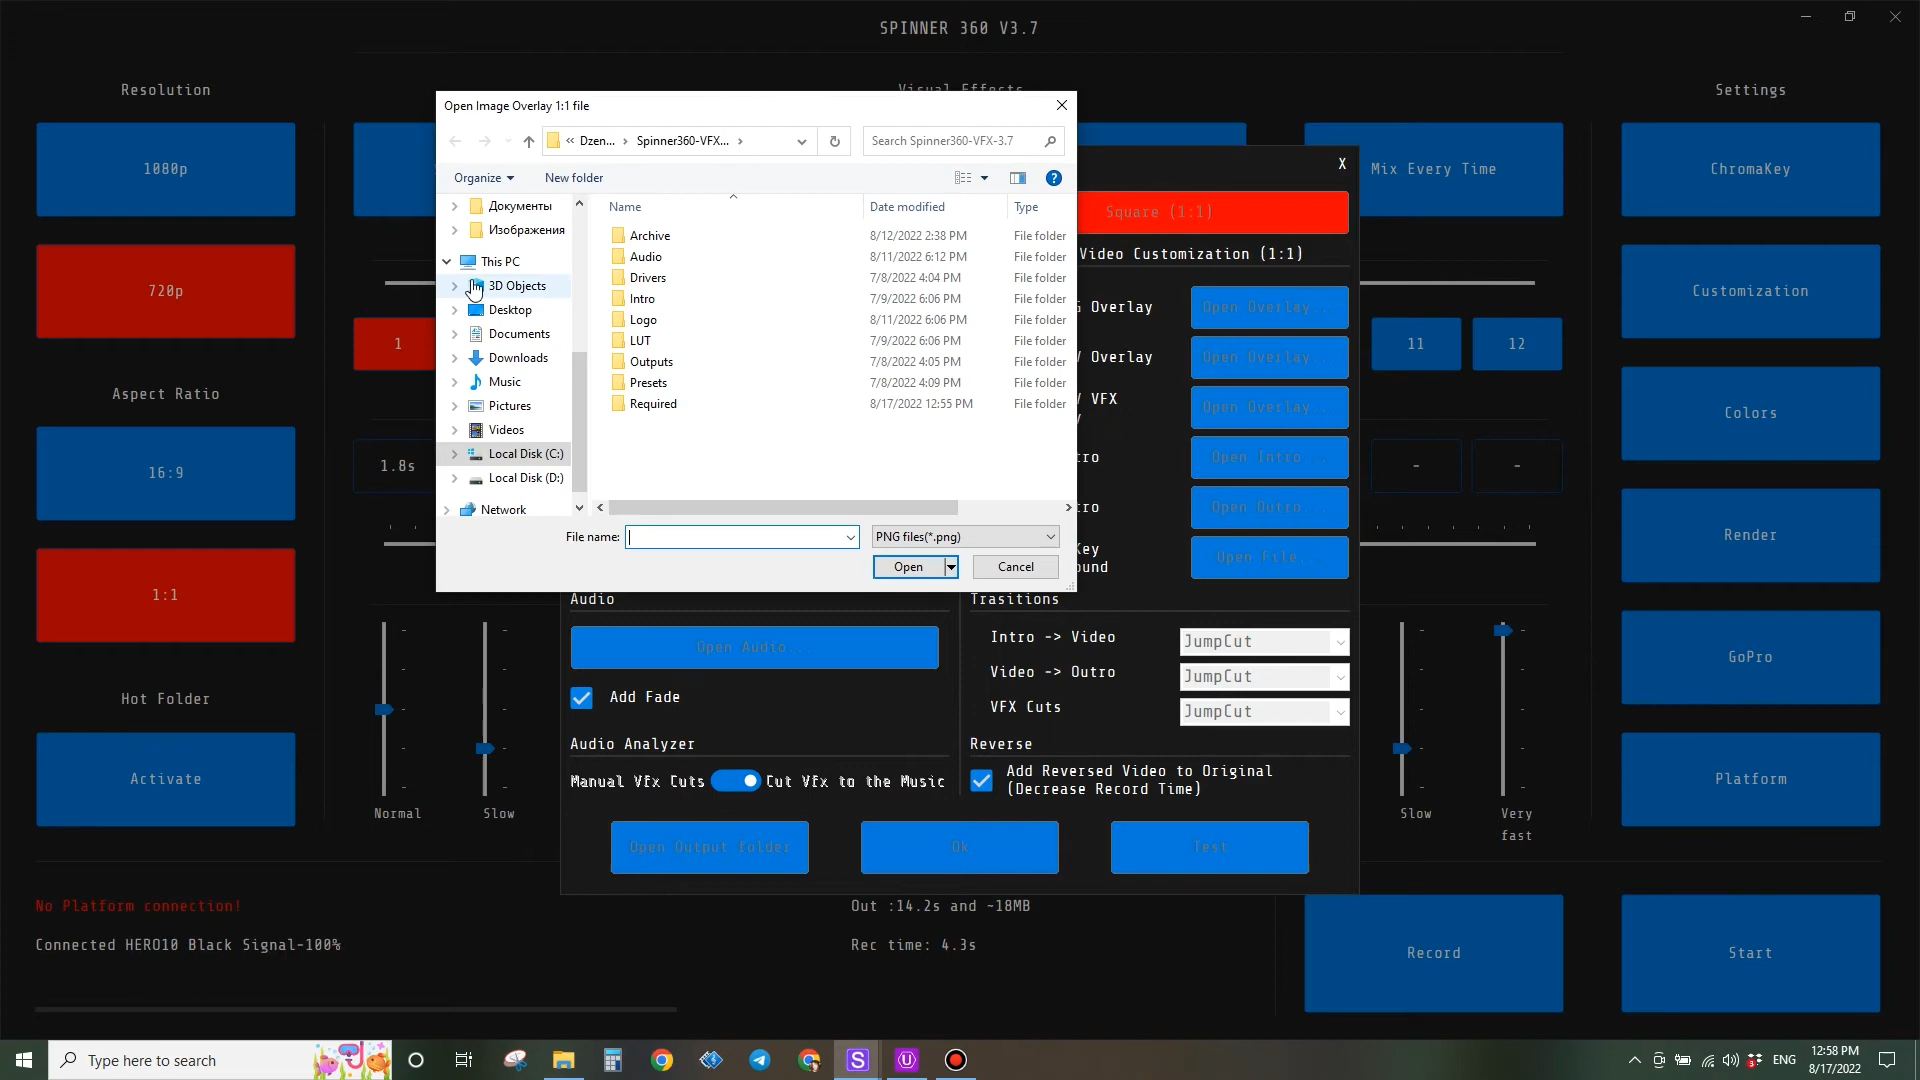 SPINNER 360 V3.7
Resolution
1080p
720p
Aspect Ratio
16:9
1:1
Hot Folder
Activate
Visual Effects
Mix Every Time
1
11
12
1.8s
-
-
Normal
Slow
Slow
Very
fast
Settings
ChromaKey
Customization
Colors
Render
GoPro
Platform
Open Image Overlay 1:1 file
« Dzen... › Spinner360-VFX... ›
Search Spinner360-VFX-3.7
Organize
New folder
Документы
Изображения
This PC
3D Objects
Desktop
Documents
Downloads
Music
Pictures
Videos
Local Disk (C:)
Local Disk (D:)
Network
Name Date modified Type
Archive 8/12/2022 2:38 PM File folder
Audio 8/11/2022 6:12 PM File folder
Drivers 7/8/2022 4:04 PM File folder
Intro 7/9/2022 6:06 PM File folder
Logo 8/11/2022 6:06 PM File folder
LUT 7/9/2022 6:06 PM File folder
Outputs 7/8/2022 4:05 PM File folder
Presets 7/8/2022 4:09 PM File folder
Required 8/17/2022 12:55 PM File folder
File name:
PNG files(*.png)
Open
Cancel
X
Square (1:1)
Video Customization (1:1)
Overlay
Open Overlay...
Overlay
Open Overlay...
VFX
Open Overlay...
Open Intro ...
Open Outro ...
Open File...
Audio
Open Audio...
Add Fade
Audio Analyzer
Manual Vfx Cuts
Cut Vfx to the Music
Trasitions
Intro -> Video JumpCut
Video -> Outro JumpCut
VFX Cuts JumpCut
Reverse
Add Reversed Video to Original
(Decrease Record Time)
Open Output folder
Ok
Test
No Platform connection!
Connected HERO10 Black Signal-100%
Out :14.2s and ~18MB
Rec time: 4.3s
Record
Start
Type here to search
ENG
12:58 PM
8/17/2022